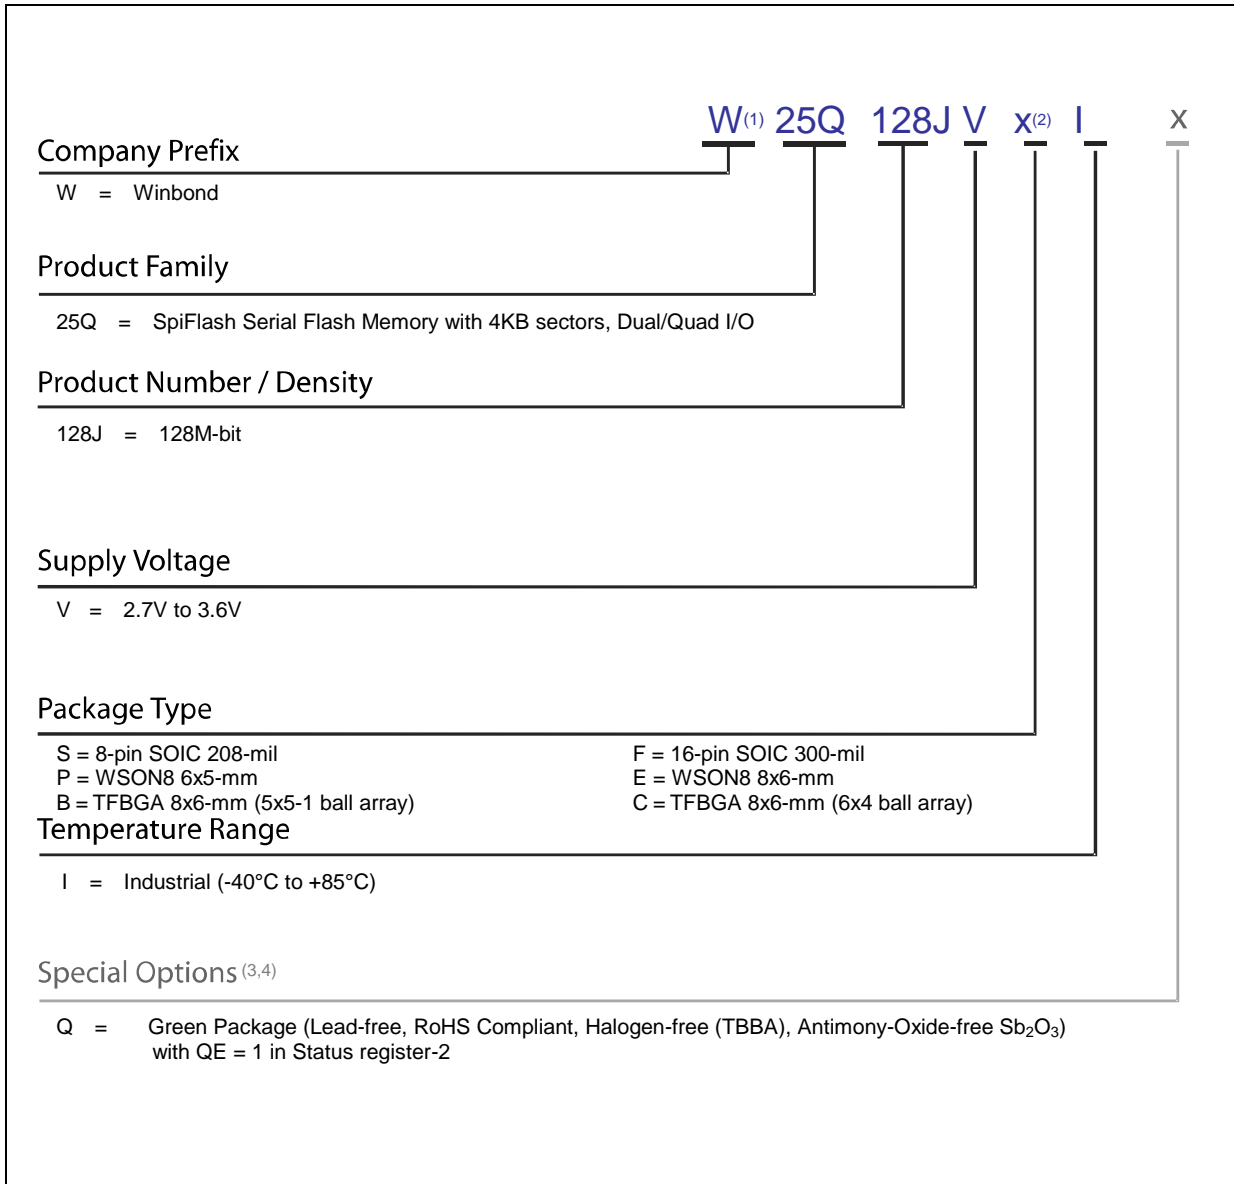 W(1) 25Q 128J V x(2) I x
Company Prefix
W = Winbond
Product Family
25Q = SpiFlash Serial Flash Memory with 4KB sectors, Dual/Quad I/O
Product Number / Density
128J = 128M-bit
Supply Voltage
V = 2.7V to 3.6V
Package Type
S = 8-pin SOIC 208-mil F = 16-pin SOIC 300-mil
P = WSON8 6x5-mm E = WSON8 8x6-mm
B = TFBGA 8x6-mm (5x5-1 ball array) C = TFBGA 8x6-mm (6x4 ball array)
Temperature Range
I = Industrial (-40°C to +85°C)
Special Options (3,4)
Q = Green Package (Lead-free, RoHS Compliant, Halogen-free (TBBA), Antimony-Oxide-free Sb₂O₃)
with QE = 1 in Status register-2